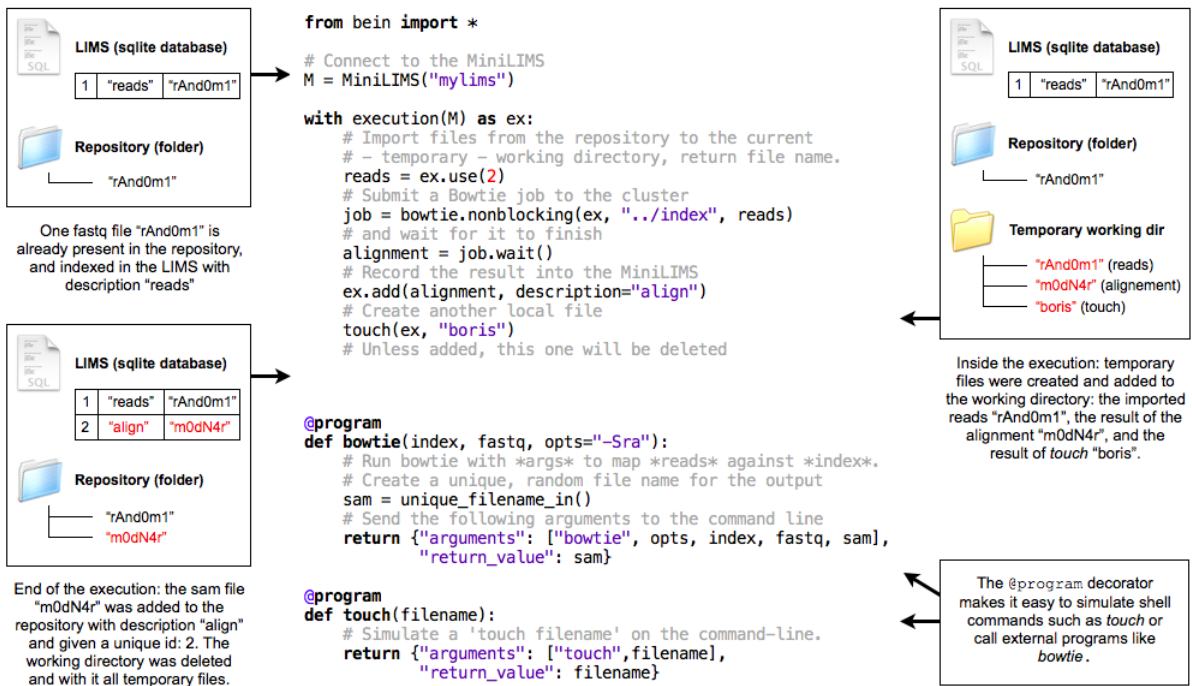 LIMS (sqlite database)
SQL
1 "reads" "rAnd0m1"
Repository (folder)
"rAnd0m1"
One fastq file “rAnd0m1” is
already present in the repository,
and indexed in the LIMS with
description “reads”
LIMS (sqlite database)
SQL
1 "reads" "rAnd0m1"
2 "align" "m0dN4r"
Repository (folder)
"rAnd0m1"
"m0dN4r"
End of the execution: the sam file
“m0dN4r” was added to the
repository with description “align”
and given a unique id: 2. The
working directory was deleted
and with it all temporary files.
from bein import *
# Connect to the MiniLIMS
M = MiniLIMS("mylims")
with execution(M) as ex:
# Import files from the repository to the current
# - temporary - working directory, return file name.
reads = ex.use(2)
# Submit a Bowtie job to the cluster
job = bowtie.nonblocking(ex, "../index", reads)
# and wait for it to finish
alignment = job.wait()
# Record the result into the MiniLIMS
ex.add(alignment, description="align")
# Create another local file
touch(ex, "boris")
# Unless added, this one will be deleted
@program
def bowtie(index, fastq, opts="-Sra"):
# Run bowtie with *args* to map *reads* against *index*.
# Create a unique, random file name for the output
sam = unique_filename_in()
# Send the following arguments to the command line
return {"arguments": ["bowtie", opts, index, fastq, sam],
"return_value": sam}
@program
def touch(filename):
# Simulate a 'touch filename' on the command-line.
return {"arguments": ["touch",filename],
"return_value": filename}
LIMS (sqlite database)
SQL
1 "reads" "rAnd0m1"
Repository (folder)
"rAnd0m1"
Temporary working dir
"rAnd0m1" (reads)
"m0dN4r" (alignement)
"boris" (touch)
Inside the execution: temporary
files were created and added to
the working directory: the imported
reads “rAnd0m1”, the result of the
alignment “m0dN4r”, and the
result of touch “boris”.
The @program decorator
makes it easy to simulate shell
commands such as touch or
call external programs like
bowtie.